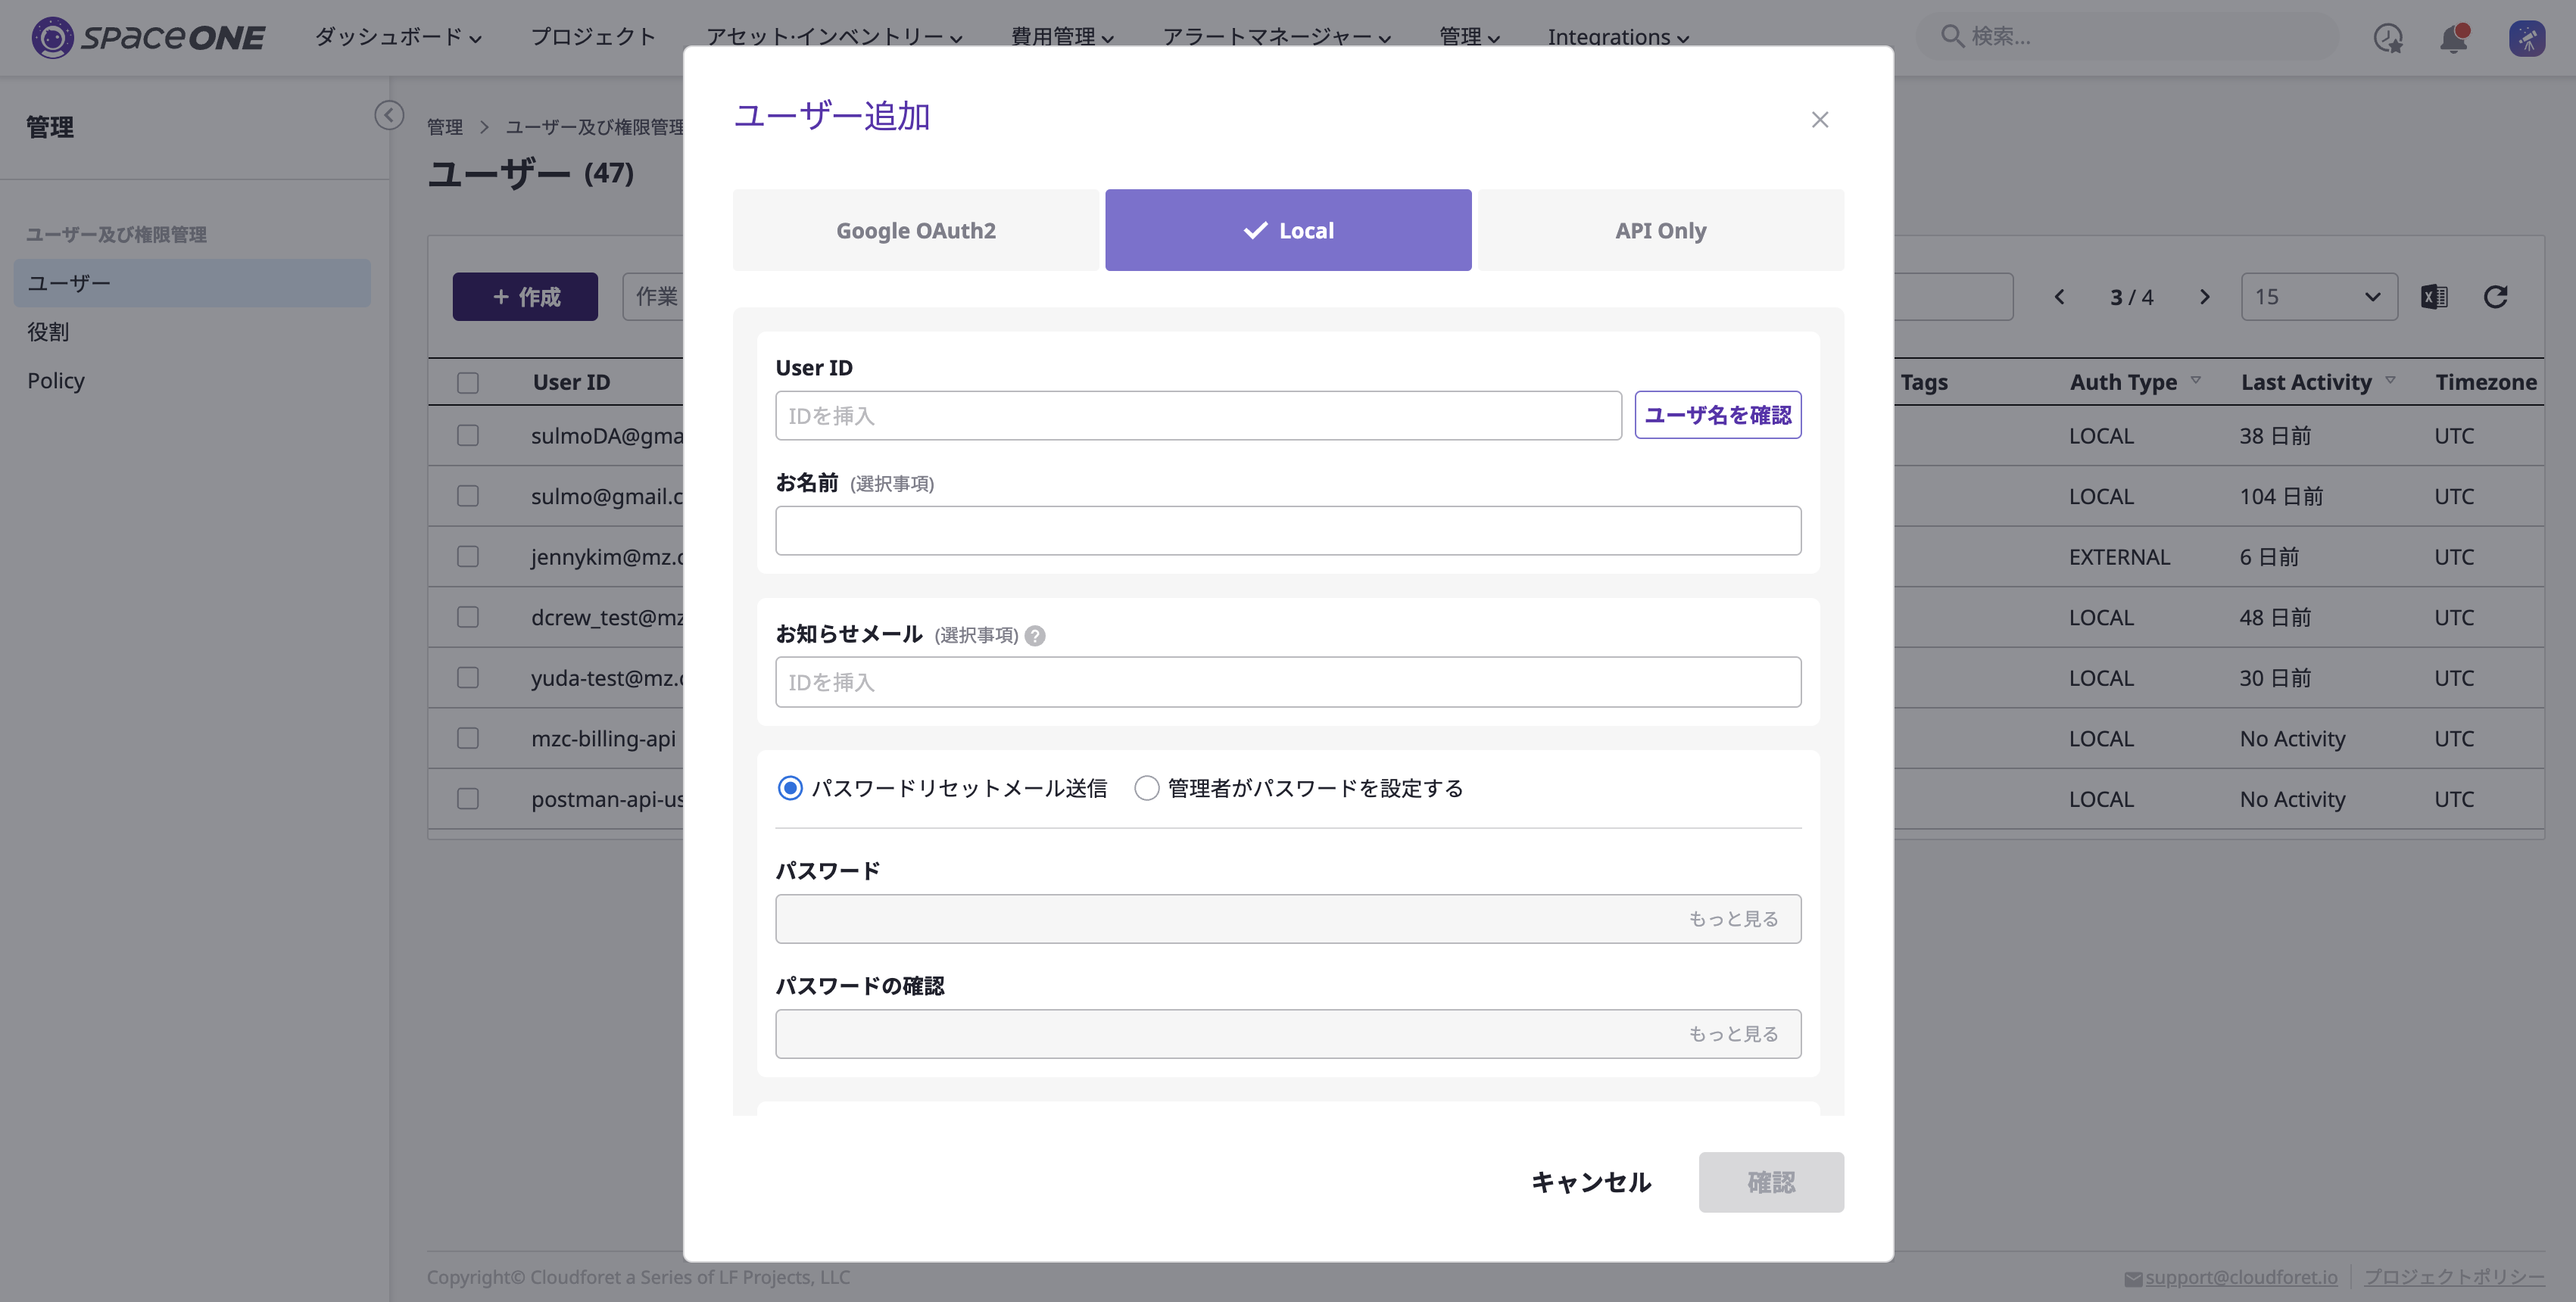 SPACEONE
ダッシュボード プロジェクト アセット·インベントリー 費用管理 アラートマネージャー 管理 Integrations 検索...
管理
ユーザー及び権限管理
ユーザー
役割
Policy
管理 > ユーザー及び権限管理
ユーザー (47)
+ 作成 作業
3 / 4 15
User ID Tags Auth Type Last Activity Timezone
sulmoDA@gma LOCAL 38 日前 UTC
sulmo@gmail.c LOCAL 104 日前 UTC
jennykim@mz.c EXTERNAL 6 日前 UTC
dcrew_test@mz LOCAL 48 日前 UTC
yuda-test@mz.c LOCAL 30 日前 UTC
mzc-billing-api LOCAL No Activity UTC
postman-api-us LOCAL No Activity UTC
ユーザー追加
Google OAuth2 Local API Only
User ID
IDを挿入 ユーザ名を確認
お名前 (選択事項)
お知らせメール (選択事項) ?
IDを挿入
パスワードリセットメール送信 管理者がパスワードを設定する
パスワード
もっと見る
パスワードの確認
もっと見る
キャンセル 確認
Copyright© Cloudforet a Series of LF Projects, LLC
support@cloudforet.io プロジェクトポリシー